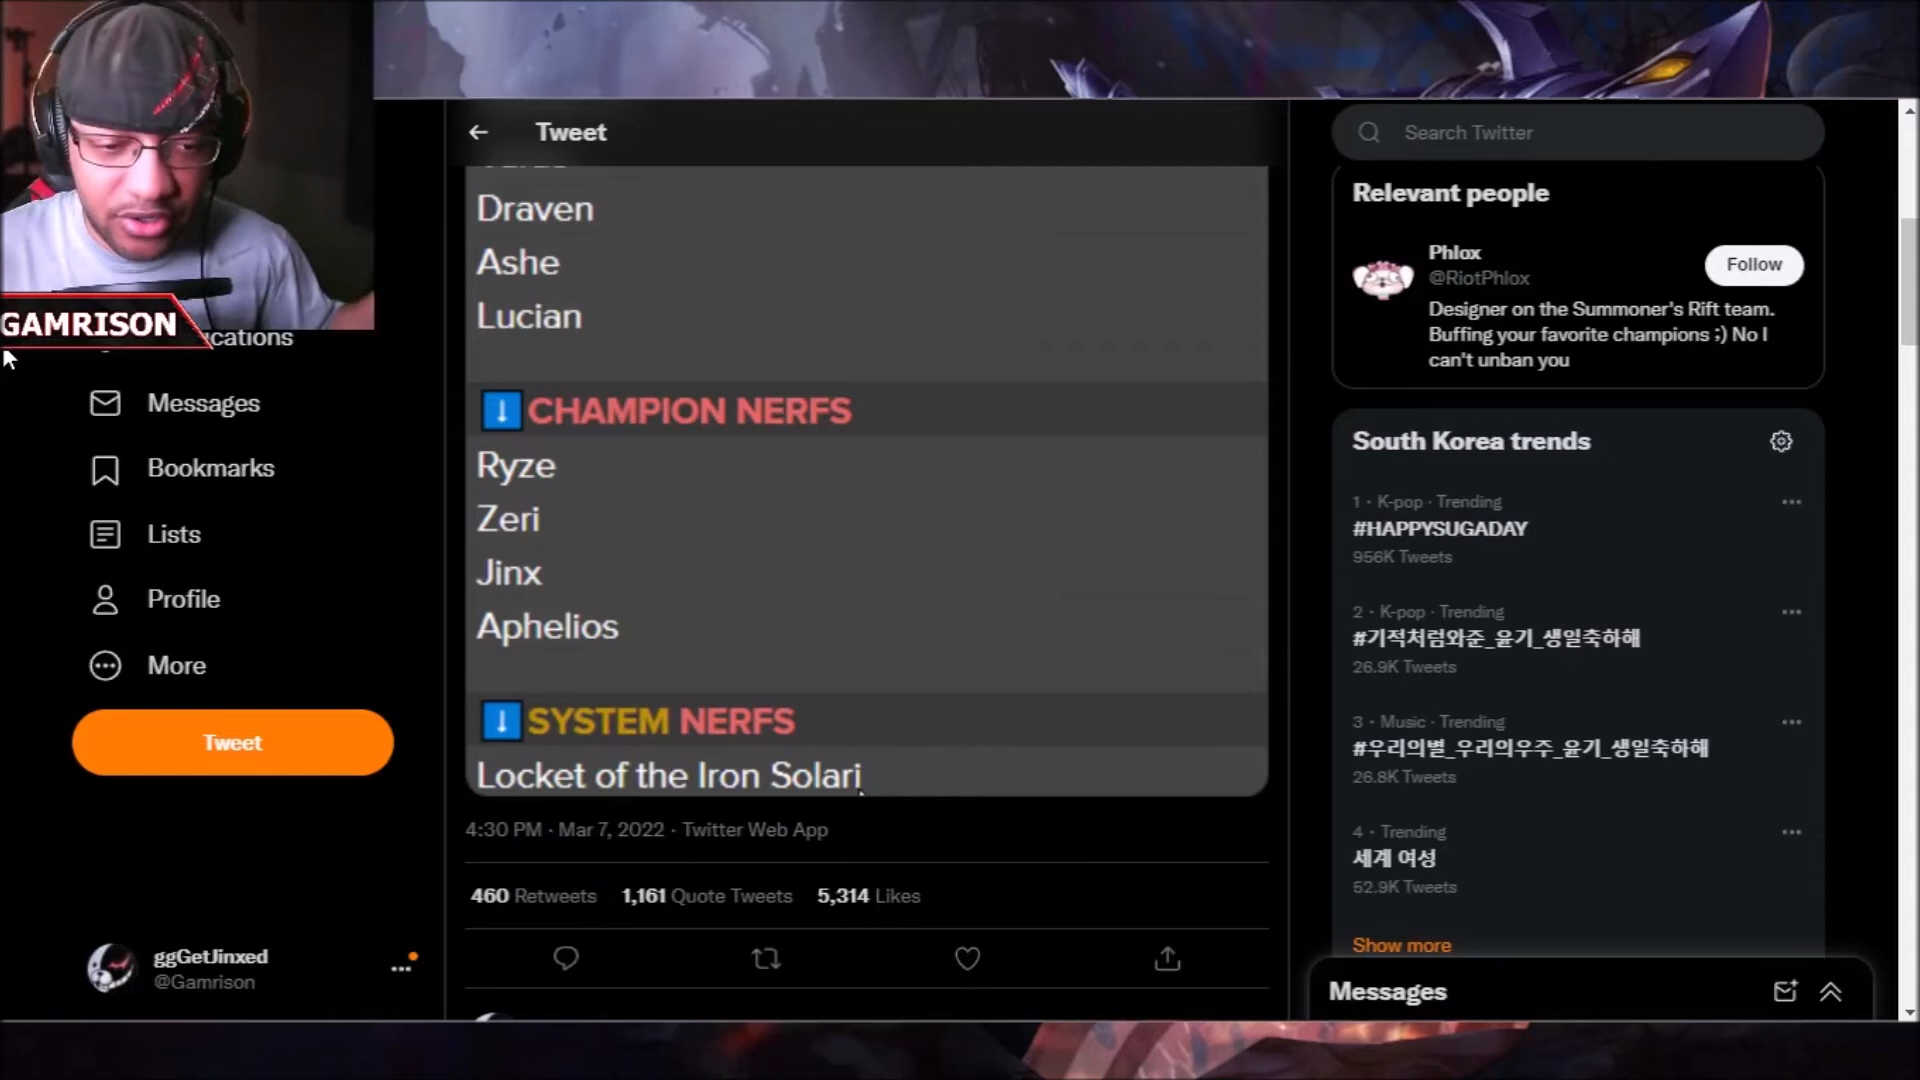 GAMRISON
cations
Messages
Bookmarks
Lists
Profile
More
Tweet
ggGetJinxed
@Gamrison
Tweet
Draven
Ashe
Lucian
CHAMPION NERFS
Ryze
Zeri
Jinx
Aphelios
SYSTEM NERFS
Locket of the Iron Solari
4:30 PM · Mar 7, 2022 · Twitter Web App
460 Retweets 1,161 Quote Tweets 5,314 Likes
Search Twitter
Relevant people
Phlox
@RiotPhlox
Follow
Designer on the Summoner's Rift team.
Buffing your favorite champions ;) No I
can't unban you
South Korea trends
1 · K-pop · Trending
#HAPPYSUGADAY
956K Tweets
2 · K-pop · Trending
#기적처럼와준_윤기_생일축하해
26.9K Tweets
3 · Music · Trending
#우리의별_우리의우주_윤기_생일축하해
26.8K Tweets
4 · Trending
세계 여성
52.9K Tweets
Show more
Messages